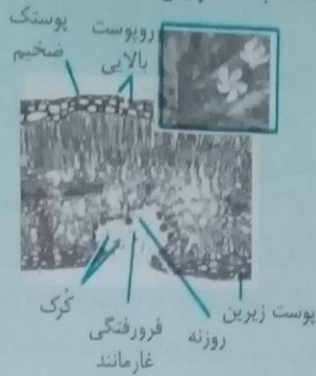 پوستک
ضخیم
روپوست
بالایی
کُرک
فرورفتگی
غارمانند
روزنه
پوست زیرین